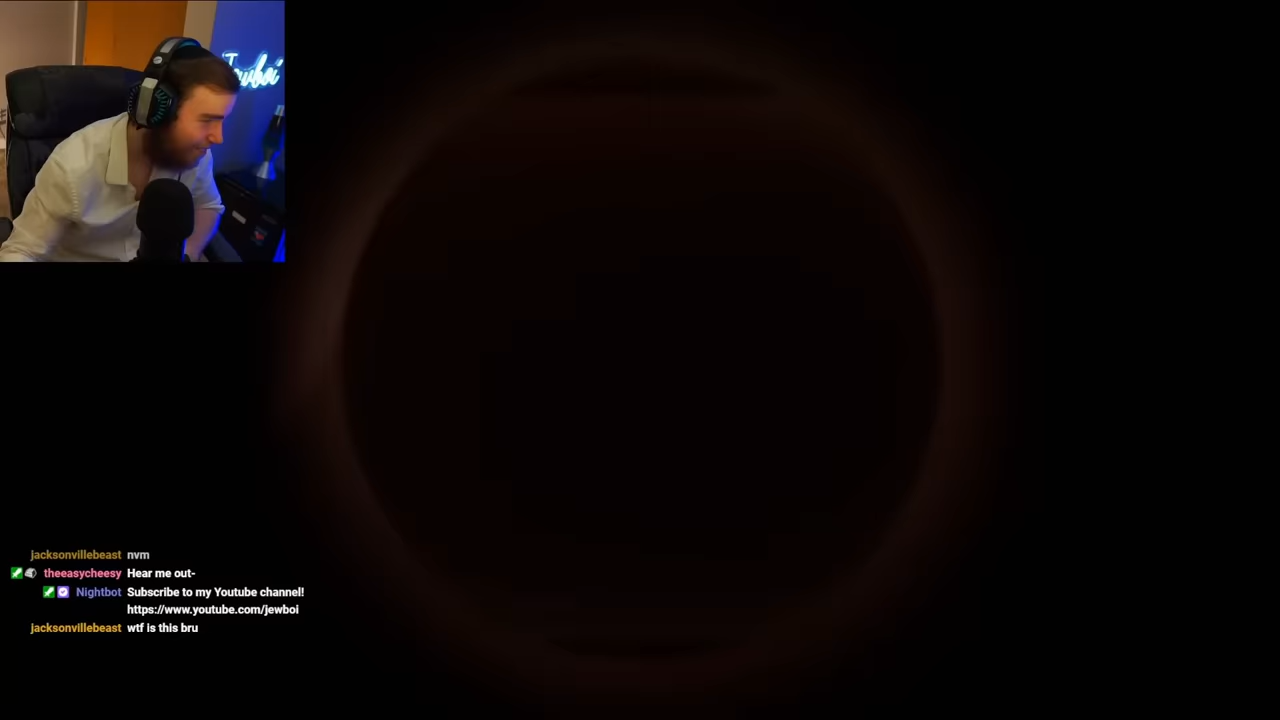 Jewboi
jacksonvillebeast nvm
theeasycheesy Hear me out-
Nightbot Subscribe to my Youtube channel!
https://www.youtube.com/jewboi
jacksonvillebeast wtf is this bru